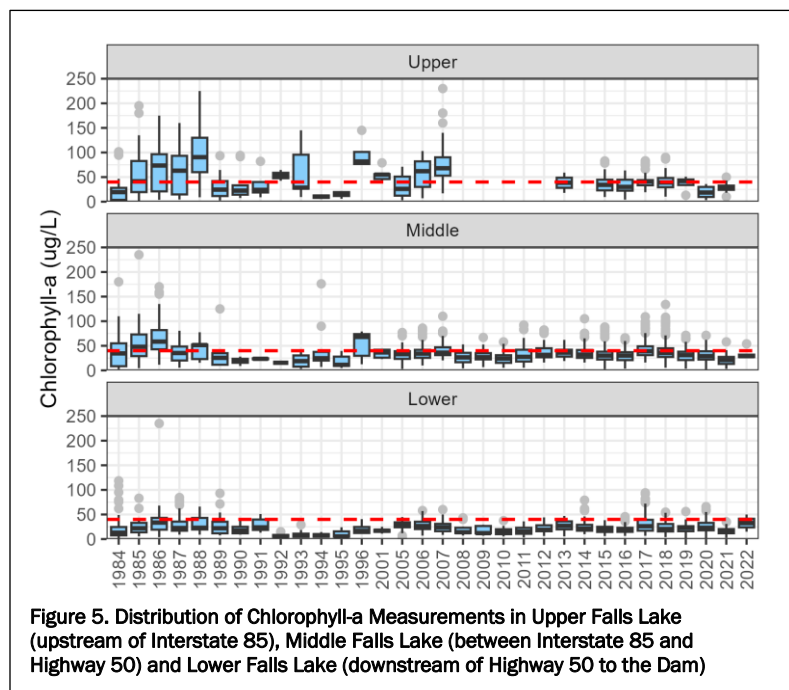 Upper
250
200
150
100
50
0
Middle
250
200
150
100
50
0
Lower
250
200
150
100
50
0
Chlorophyll-a (ug/L)
1984 1985 1986 1987 1988 1989 1990 1991 1992 1993 1994 1995 1996 2001 2005 2006 2007 2008 2009 2010 2011 2012 2013 2014 2015 2016 2017 2018 2019 2020 2021 2022
Figure 5. Distribution of Chlorophyll-a Measurements in Upper Falls Lake
(upstream of Interstate 85), Middle Falls Lake (between Interstate 85 and
Highway 50) and Lower Falls Lake (downstream of Highway 50 to the Dam)